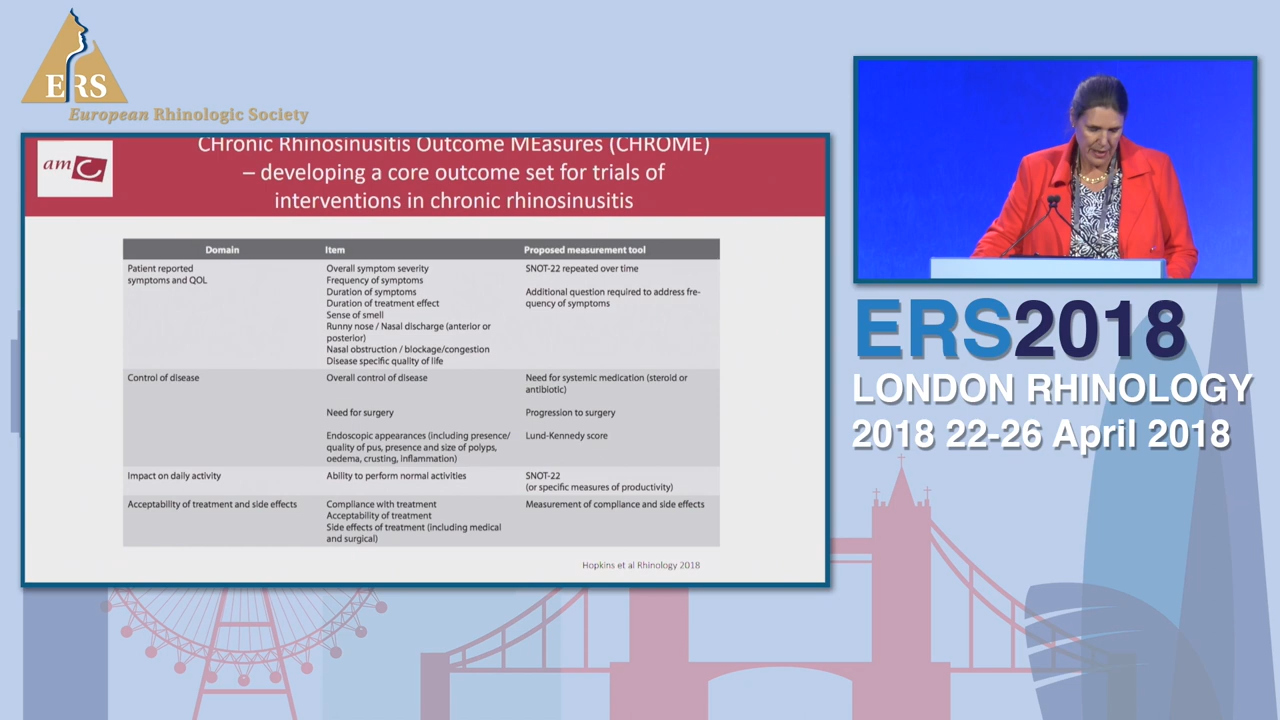 ERS
European Rhinologic Society
amC
CHronic Rhinosinusitis Outcome MEasures (CHROME)
– developing a core outcome set for trials of
interventions in chronic rhinosinusitis
Domain Item Proposed measurement tool
Patient reported
symptoms and QOL
Overall symptom severity
Frequency of symptoms
Duration of symptoms
Duration of treatment effect
Sense of smell
Runny nose / Nasal discharge (anterior or
posterior)
Nasal obstruction / blockage/congestion
Disease specific quality of life
SNOT-22 repeated over time
Additional question required to address fre-
quency of symptoms
Control of disease
Overall control of disease
Need for systemic medication (steroid or
antibiotic)
Need for surgery
Progression to surgery
Endoscopic appearances (including presence/
quality of pus, presence and size of polyps,
oedema, crusting, inflammation)
Lund-Kennedy score
Impact on daily activity
Ability to perform normal activities
SNOT-22
(or specific measures of productivity)
Acceptability of treatment and side effects
Compliance with treatment
Acceptability of treatment
Side effects of treatment (including medical
and surgical)
Measurement of compliance and side effects
Hopkins et al Rhinology 2018
ERS2018
LONDON RHINOLOGY
2018 22-26 April 2018